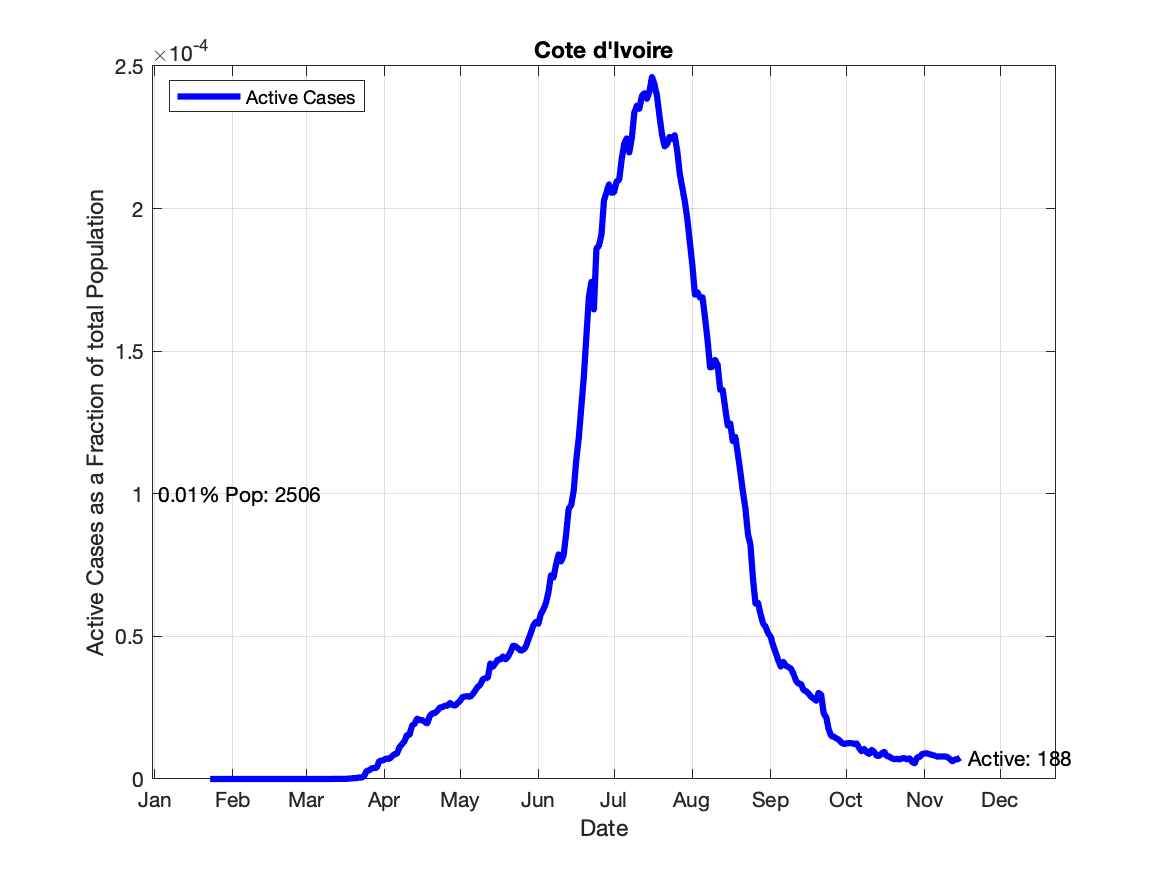 Cote d'Ivoire
×10⁻⁴
2.5
2
1.5
1
0.5
0
Active Cases as a Fraction of total Population
Active Cases
0.01% Pop: 2506
Active: 188
Jan Feb Mar Apr May Jun Jul Aug Sep Oct Nov Dec
Date